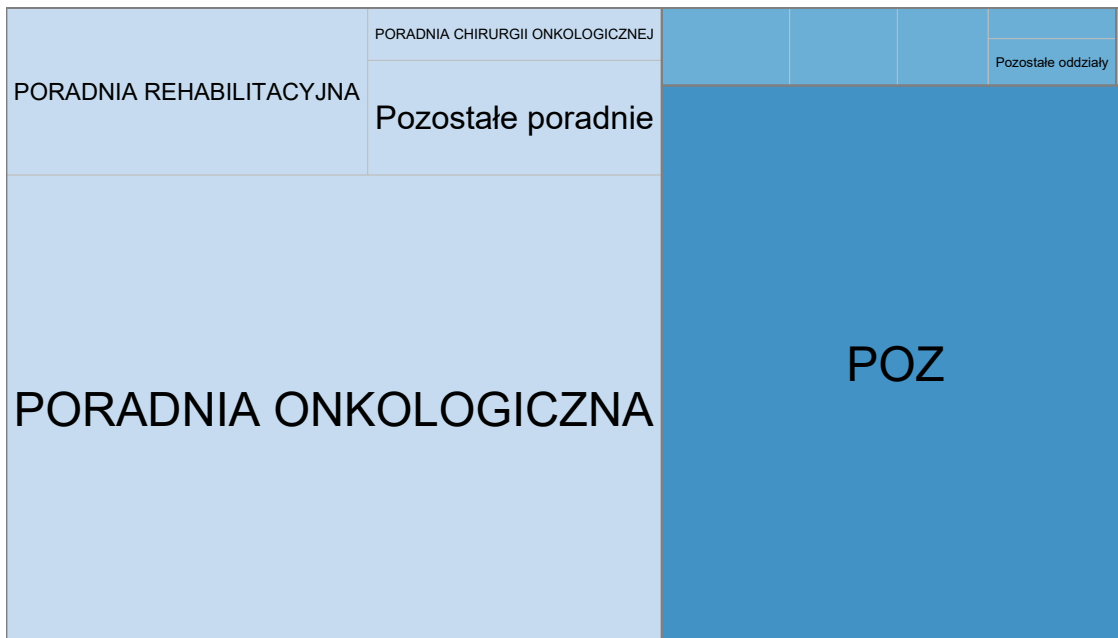 PORADNIA REHABILITACYJNA
PORADNIA CHIRURGII ONKOLOGICZNEJ
Pozostałe poradnie
PORADNIA ONKOLOGICZNA
Pozostałe oddziały
POZ